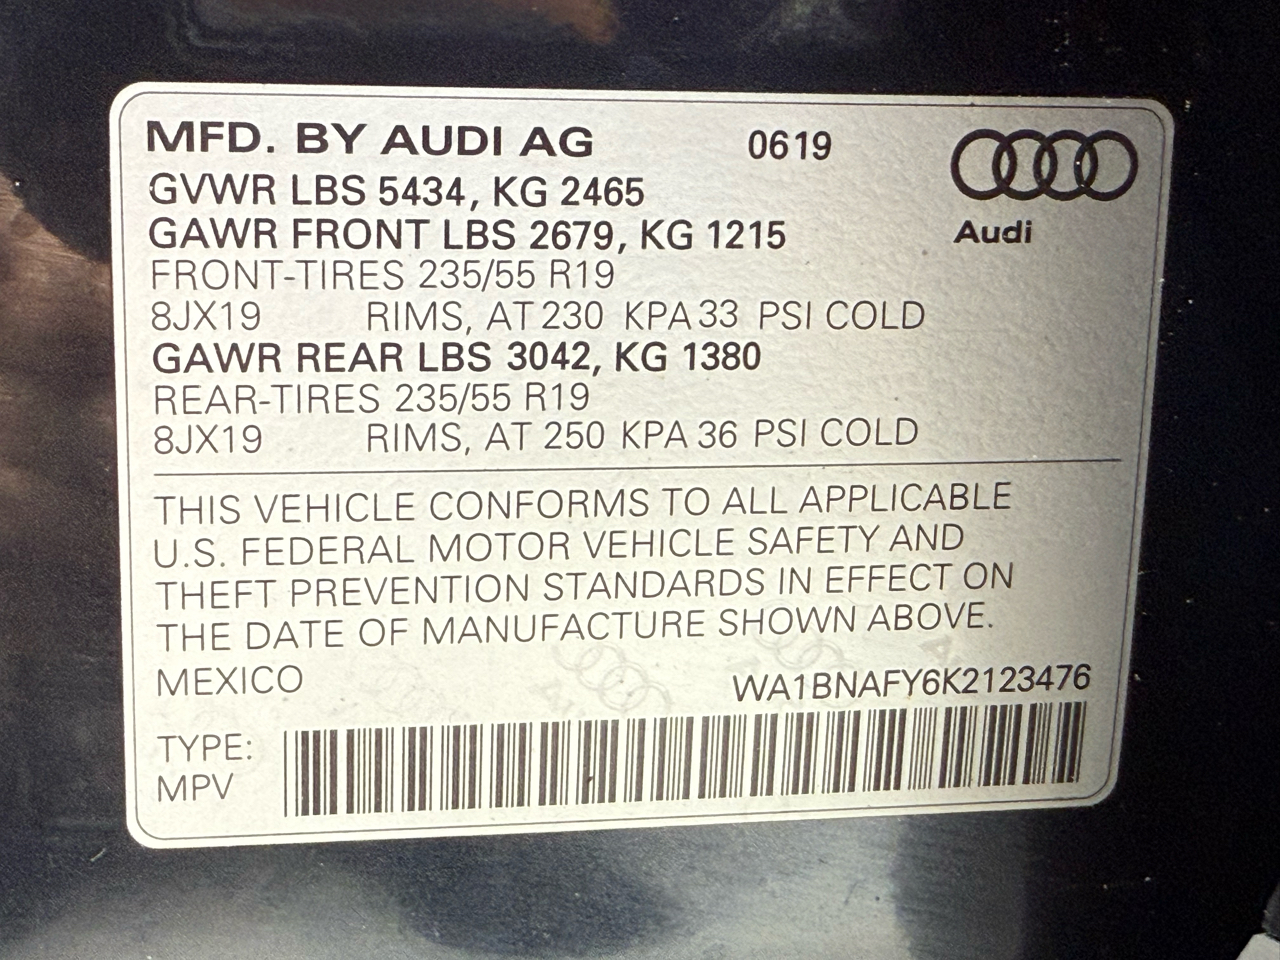 MFD. BY AUDI AG 0619
GVWR LBS 5434, KG 2465
GAWR FRONT LBS 2679, KG 1215
Audi
FRONT-TIRES 235/55 R19
8JX19 RIMS, AT 230 KPA 33 PSI COLD
GAWR REAR LBS 3042, KG 1380
REAR-TIRES 235/55 R19
8JX19 RIMS, AT 250 KPA 36 PSI COLD
THIS VEHICLE CONFORMS TO ALL APPLICABLE
U.S. FEDERAL MOTOR VEHICLE SAFETY AND
THEFT PREVENTION STANDARDS IN EFFECT ON
THE DATE OF MANUFACTURE SHOWN ABOVE.
MEXICO WA1BNAFY6K2123476
TYPE:
MPV